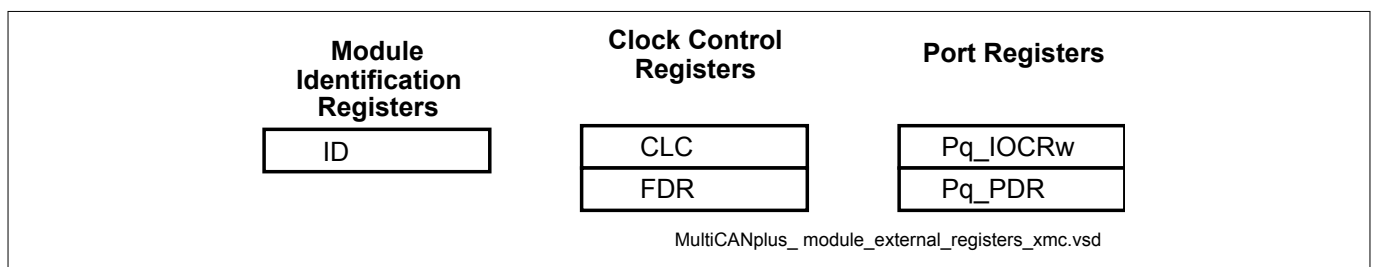 Module
Identification
Registers
ID
Clock Control
Registers
CLC
FDR
Port Registers
Pq_IOCRw
Pq_PDR
MultiCANplus_ module_external_registers_xmc.vsd